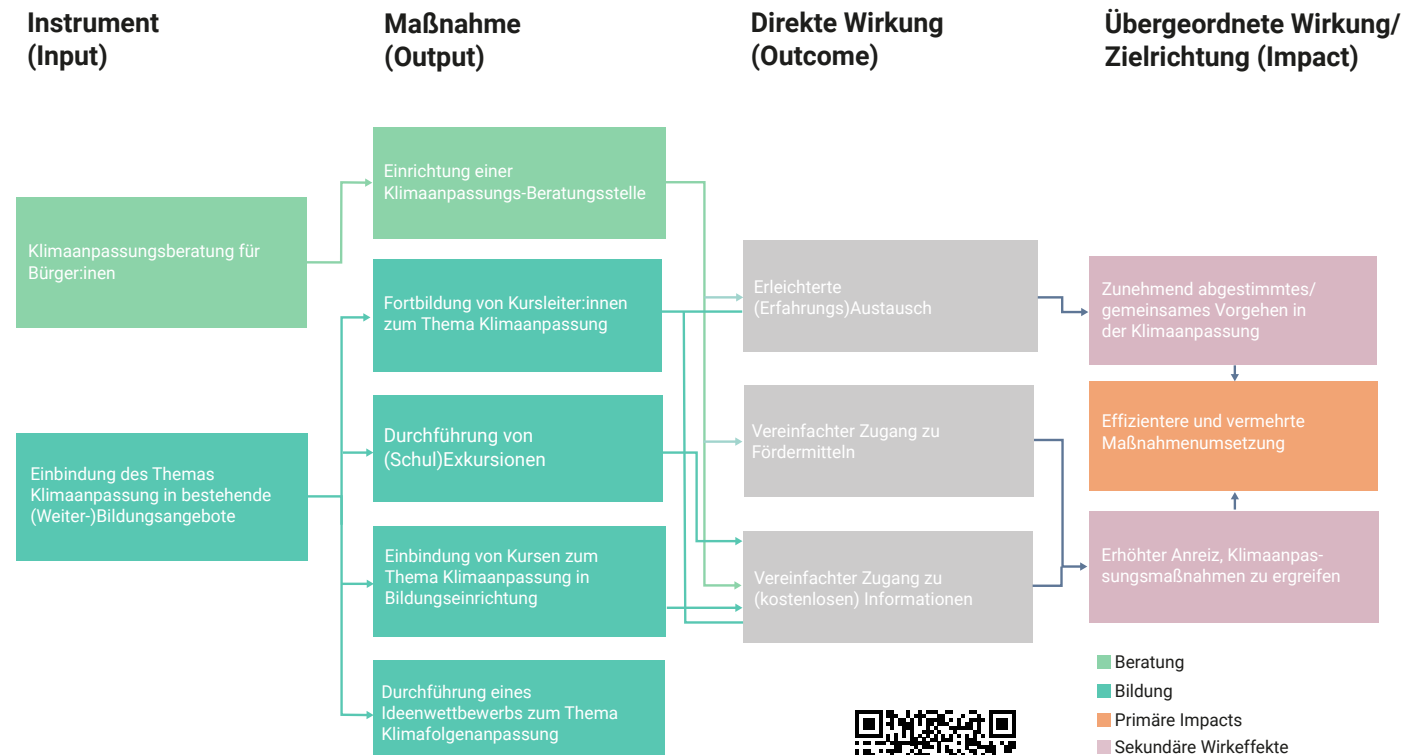 Instrument
(Input)
Maßnahme
(Output)
Direkte Wirkung
(Outcome)
Übergeordnete Wirkung/
Zielrichtung (Impact)
Klimaanpassungsberatung für
Bürger:inen
Einbindung des Themas
Klimaanpassung in bestehende
(Weiter-)Bildungsangebote
Einrichtung einer
Klimaanpassungs-Beratungsstelle
Fortbildung von Kursleiter:innen
zum Thema Klimaanpassung
Durchführung von
(Schul)Exkursionen
Einbindung von Kursen zum
Thema Klimaanpassung in
Bildungseinrichtung
Durchführung eines
Ideenwettbewerbs zum Thema
Klimafolgenanpassung
Erleichterte
(Erfahrungs)Austausch
Vereinfachter Zugang zu
Fördermitteln
Vereinfachter Zugang zu
(kostenlosen) Informationen
Zunehmend abgestimmtes/
gemeinsames Vorgehen in
der Klimaanpassung
Effizientere und vermehrte
Maßnahmenumsetzung
Erhöhter Anreiz, Klimaanpas-
sungsmaßnahmen zu ergreifen
Beratung
Bildung
Primäre Impacts
Sekundäre Wirkeffekte